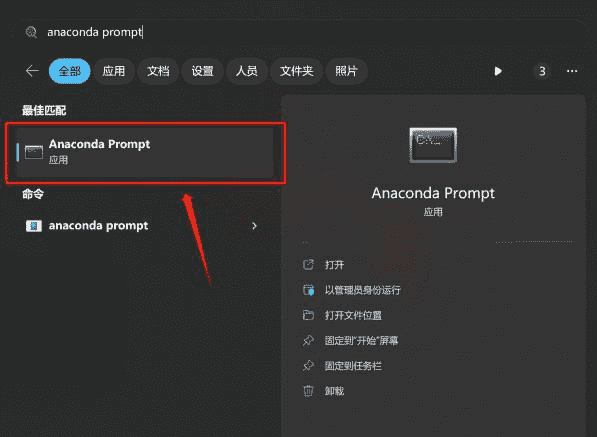 anaconda prompt
全部 应用 文档 设置 人员 文件夹 照片 3
最佳匹配
Anaconda Prompt
应用
命令
anaconda prompt
Anaconda Prompt
应用
打开
以管理员身份运行
打开文件位置
固定到"开始"屏幕
固定到任务栏
卸载